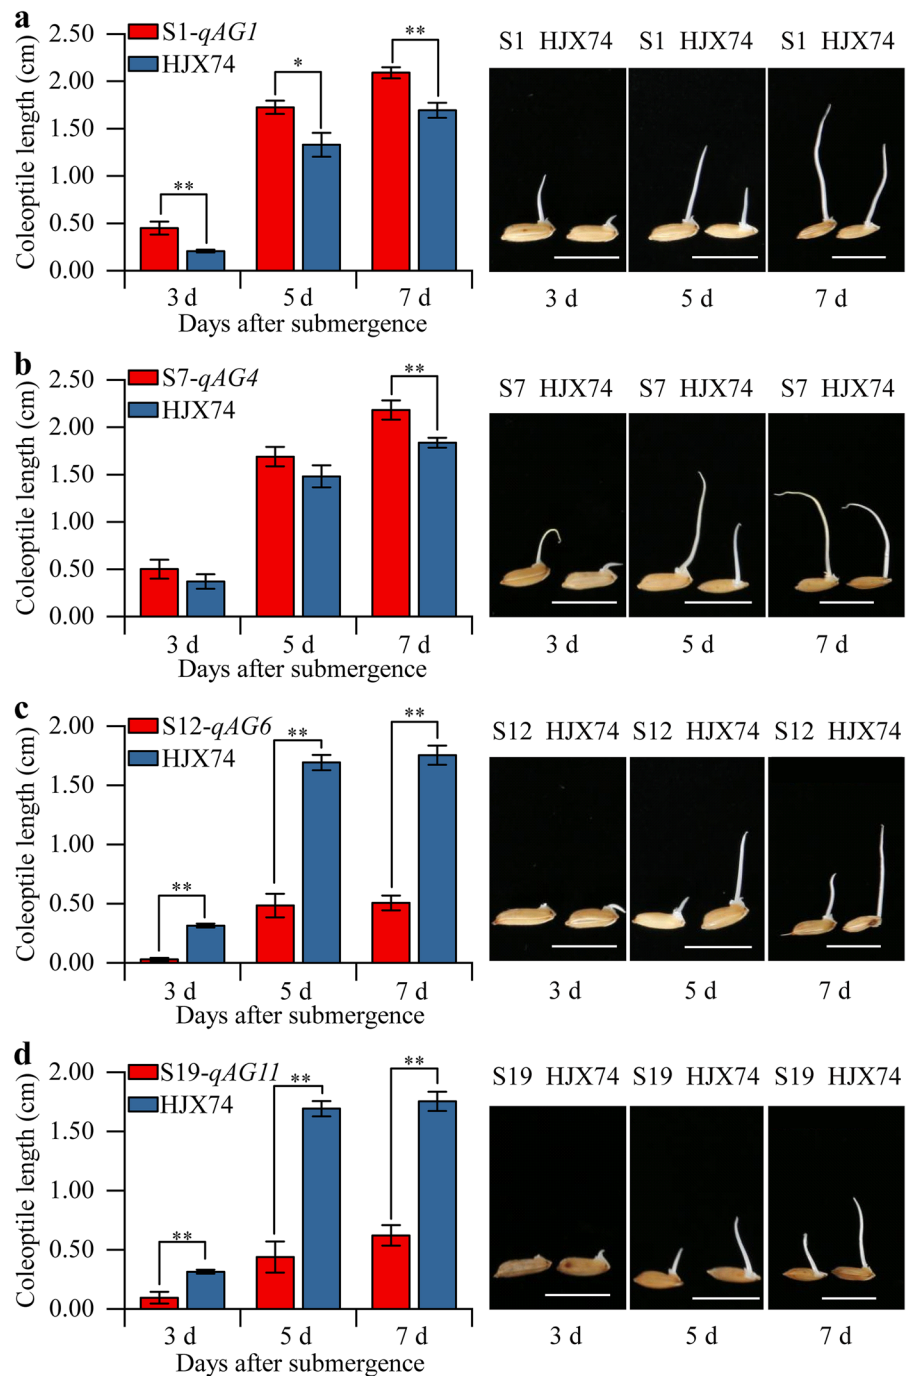 a
Coleoptile length (cm)
2.50
2.00
1.50
1.00
0.50
0.00
S1-qAG1
HJX74
**
*
**
3 d 5 d 7 d
Days after submergence
S1 HJX74 S1 HJX74 S1 HJX74
3 d 5 d 7 d
b
Coleoptile length (cm)
2.50
2.00
1.50
1.00
0.50
0.00
S7-qAG4
HJX74
**
3 d 5 d 7 d
Days after submergence
S7 HJX74 S7 HJX74 S7 HJX74
3 d 5 d 7 d
c
Coleoptile length (cm)
2.00
1.50
1.00
0.50
0.00
S12-qAG6
HJX74
**
**
**
3 d 5 d 7 d
Days after submergence
S12 HJX74 S12 HJX74 S12 HJX74
3 d 5 d 7 d
d
Coleoptile length (cm)
2.00
1.50
1.00
0.50
0.00
S19-qAG11
HJX74
**
**
**
3 d 5 d 7 d
Days after submergence
S19 HJX74 S19 HJX74 S19 HJX74
3 d 5 d 7 d